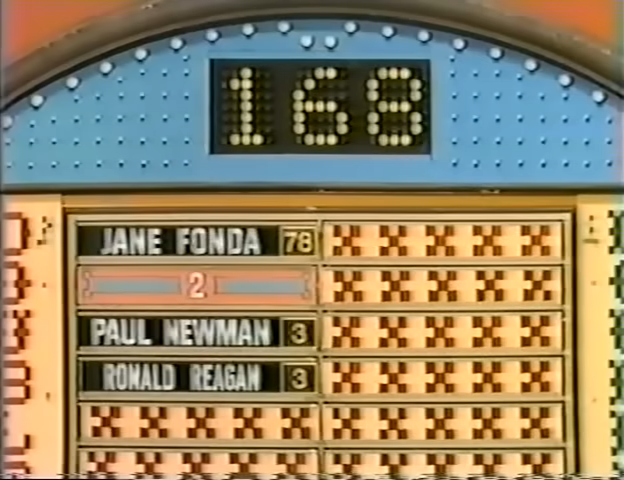 168
JANE FONDA 78
2
PAUL NEWMAN 3
RONALD REAGAN 3